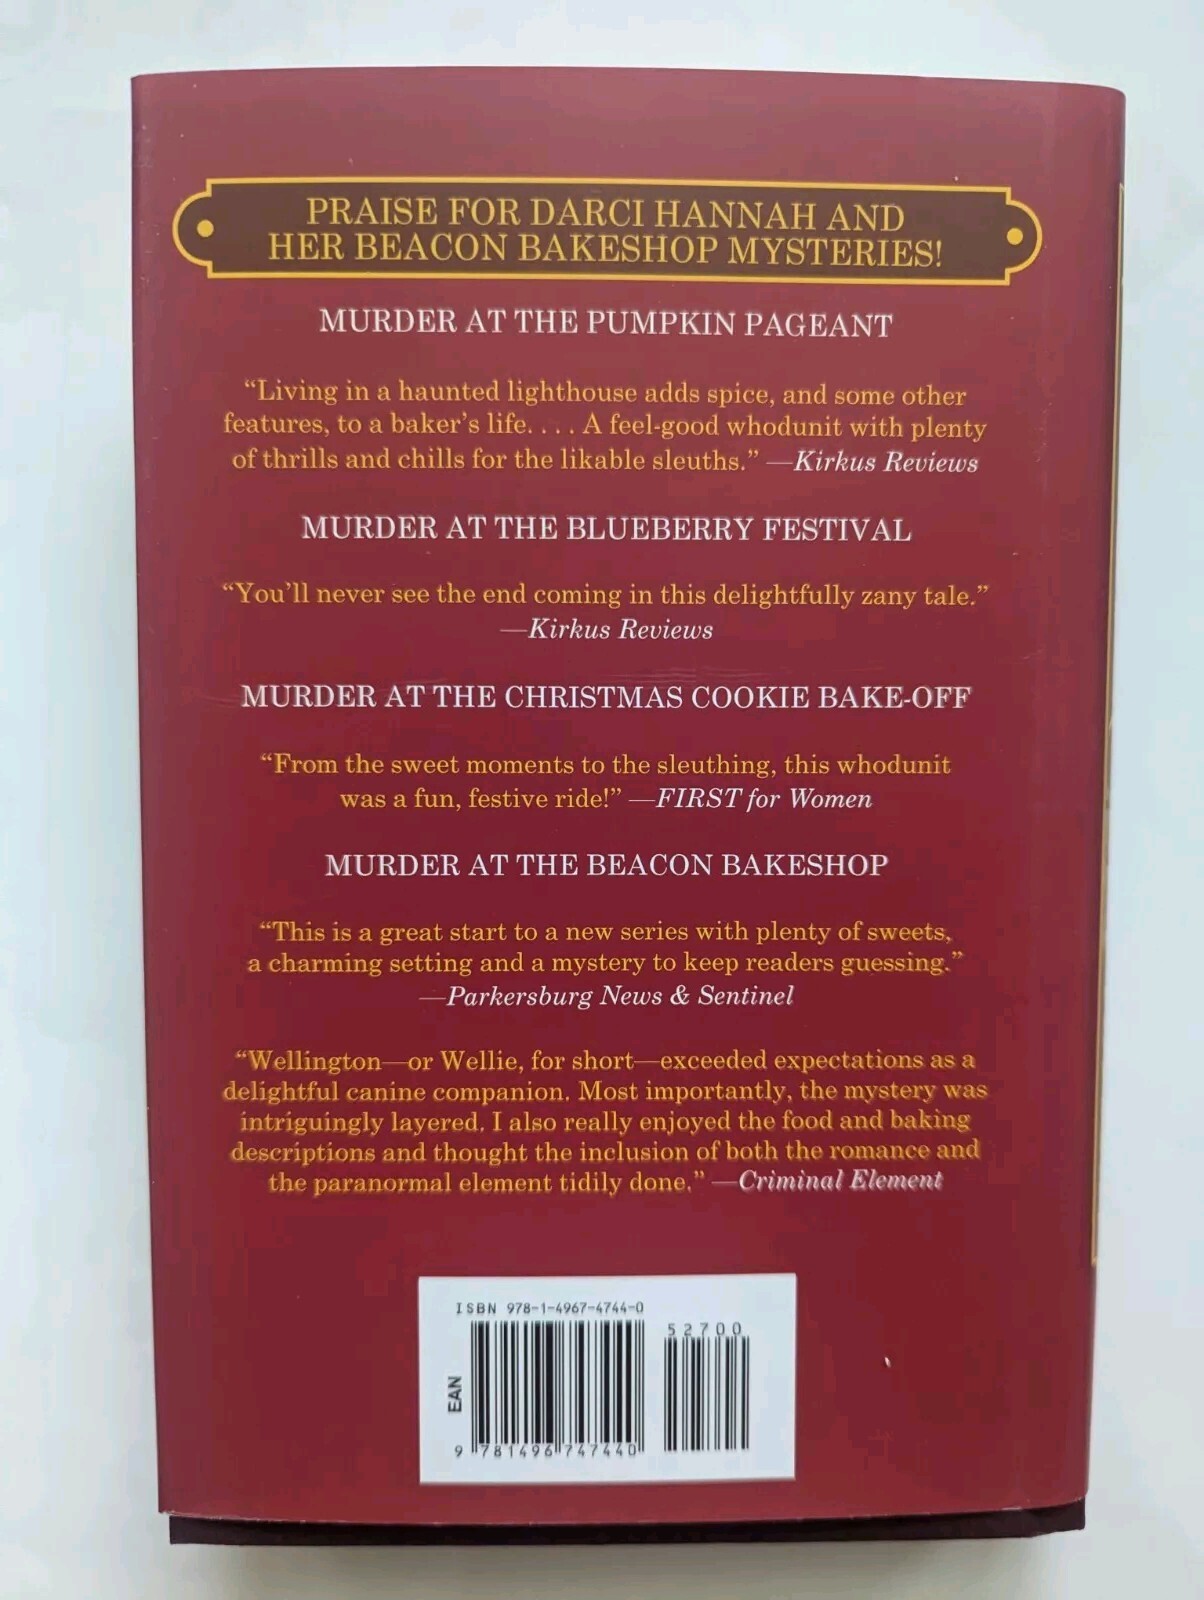 PRAISE FOR DARCI HANNAH AND
HER BEACON BAKESHOP MYSTERIES!
MURDER AT THE PUMPKIN PAGEANT
“Living in a haunted lighthouse adds spice, and some other
features, to a baker’s life. . . . A feel-good whodunit with plenty
of thrills and chills for the likable sleuths.” —Kirkus Reviews
MURDER AT THE BLUEBERRY FESTIVAL
“You’ll never see the end coming in this delightfully zany tale.”
—Kirkus Reviews
MURDER AT THE CHRISTMAS COOKIE BAKE-OFF
“From the sweet moments to the sleuthing, this whodunit
was a fun, festive ride!” —FIRST for Women
MURDER AT THE BEACON BAKESHOP
“This is a great start to a new series with plenty of sweets,
a charming setting and a mystery to keep readers guessing.”
—Parkersburg News & Sentinel
“Wellington—or Wellie, for short—exceeded expectations as a
delightful canine companion. Most importantly, the mystery was
intriguingly layered. I also really enjoyed the food and baking
descriptions and thought the inclusion of both the romance and
the paranormal element tidily done.” —Criminal Element
ISBN 978-1-4967-4744-0
52700
EAN
9 781496 747440